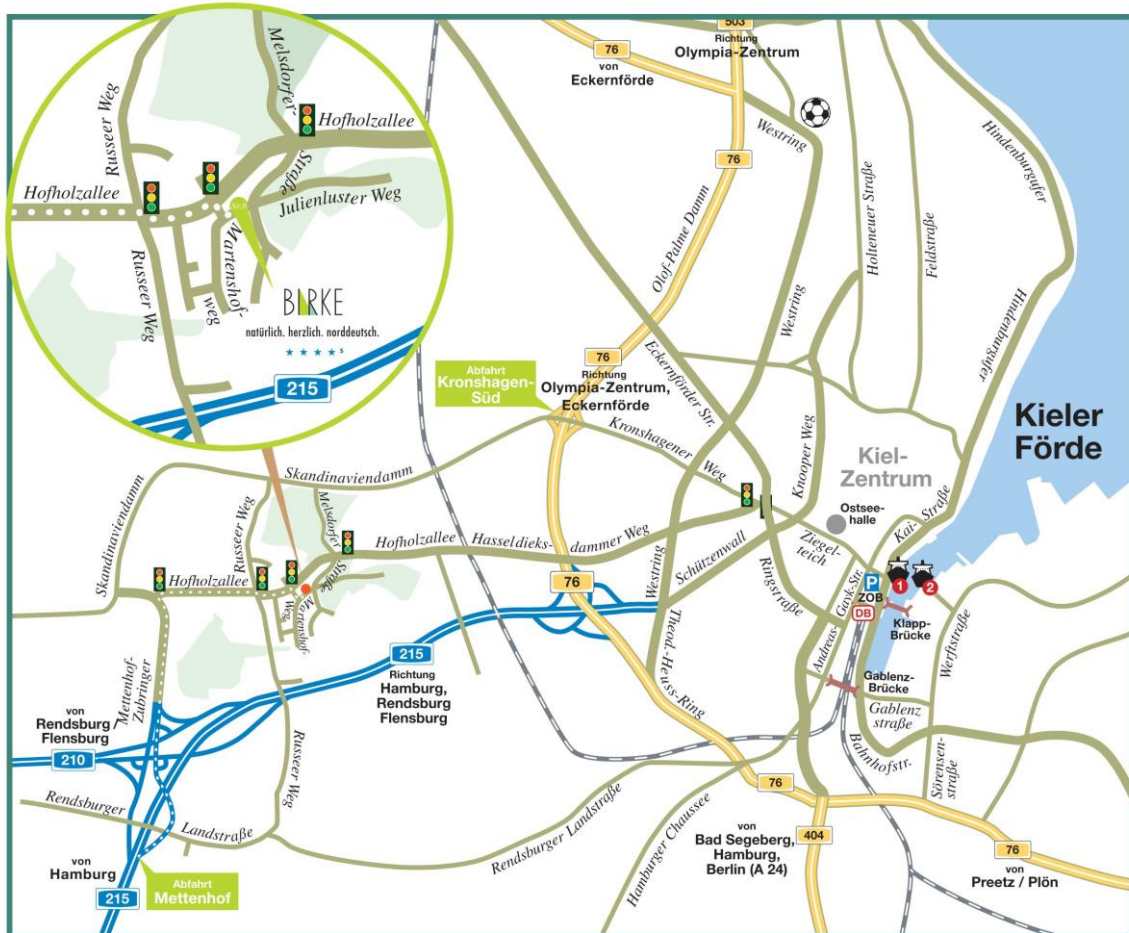 503
Richtung
Olympia-Zentrum
76
von
Eckernförde
Westring
76
Hindenburgufer
Olof-Palme Damm
Holteneuer Straße
Feldstraße
Melsdorfer-
Straße
Hofholzallee
Russeer Weg
Hofholzallee
Julienluster Weg
Martenshof-
weg
Russeer Weg
BIRKE
natürlich. herzlich. norddeutsch.
s
215
Abfahrt
Kronshagen-
Süd
76
Richtung
Olympia-Zentrum,
Eckernförde
Eckernförder Str.
Westring
Hindenburgufer
Kieler
Förde
Kronshagener Weg
Knooper Weg
Kiel-
Zentrum
Ostsee-
halle
Kai-Straße
Skandinaviendamm
Skandinaviendamm
Russeer Weg
Melsdorfer
Straße
Hofholzallee
Hasseldieks-
dammer Weg
Ziegel-
teich
Hofholzallee
Martenshof-
Weg
Westring
Schützenwall
Ringstraße
76
P
ZOB
DB
1
2
Klapp-
Brücke
Andreas-
Gayk-Str.
Werftstraße
Mettenhof-
Zubringer
215
Richtung
Hamburg,
Rendsburg
Flensburg
Theod.-Heuss-Ring
Gablenz-
Brücke
Gablenz
straße
von
Rendsburg /
Flensburg
210
Russeer Weg
Bahnhofstr.
Sörensen-
straße
Rendsburger
Landstraße
Rendsburger Landstraße
Hamburger Chaussee
76
von
Bad Segeberg,
Hamburg,
Berlin (A 24)
404
76
von
Preetz / Plön
von
Hamburg
215
Abfahrt
Mettenhof